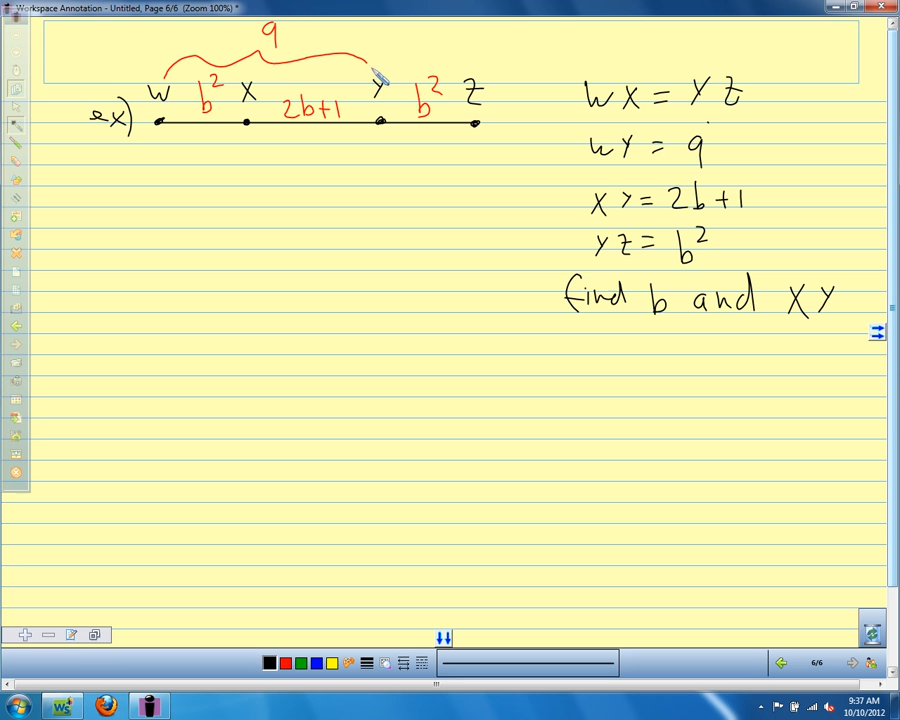 Workspace Annotation - Untitled, Page 6/6 (Zoom 100%) *
9
W b² X 2b+1 Y b² Z
ex)
WX = YZ
WY = 9
XY = 2b+1
YZ = b²
find b and XY
6/6
9:37 AM
10/10/2012